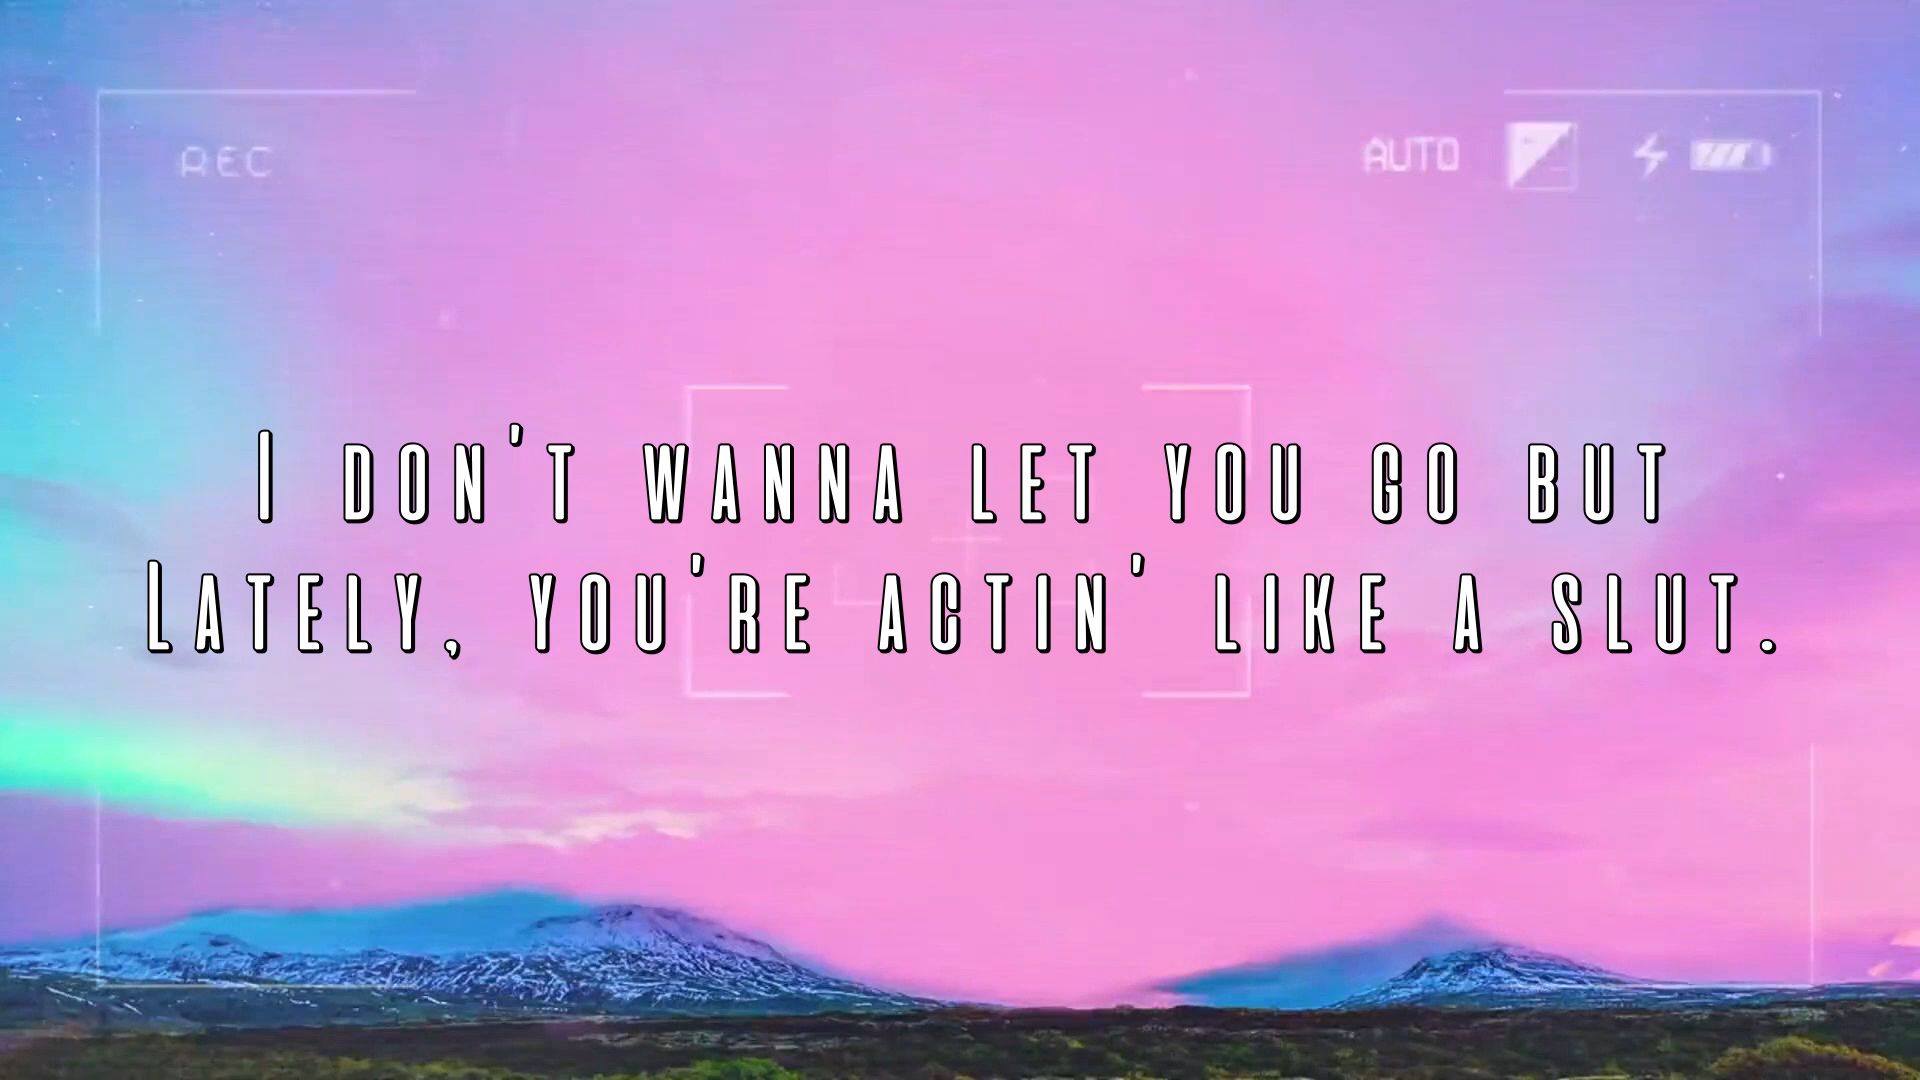 REC
AUTO
I don't wanna let you go but
Lately, you're actin' like a slut.